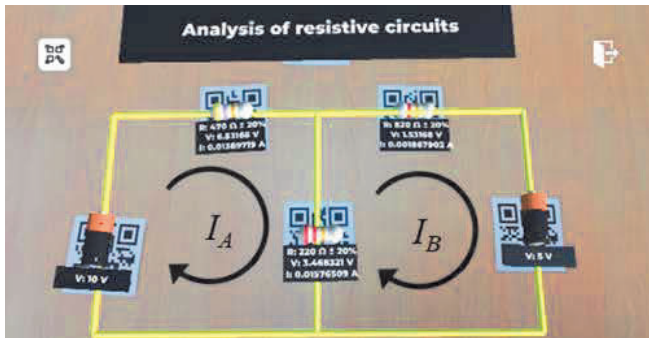 Analysis of resistive circuits
R: 470 Ω ± 20%
V: 6.53168 V
I: 0.01389719 A
R: 820 Ω ± 20%
V: 1.53168 V
I: 0.001867902 A
I_A
I_B
R: 220 Ω ± 20%
V: 3.468321 V
I: 0.01576509 A
V: 10 V
V: 5 V